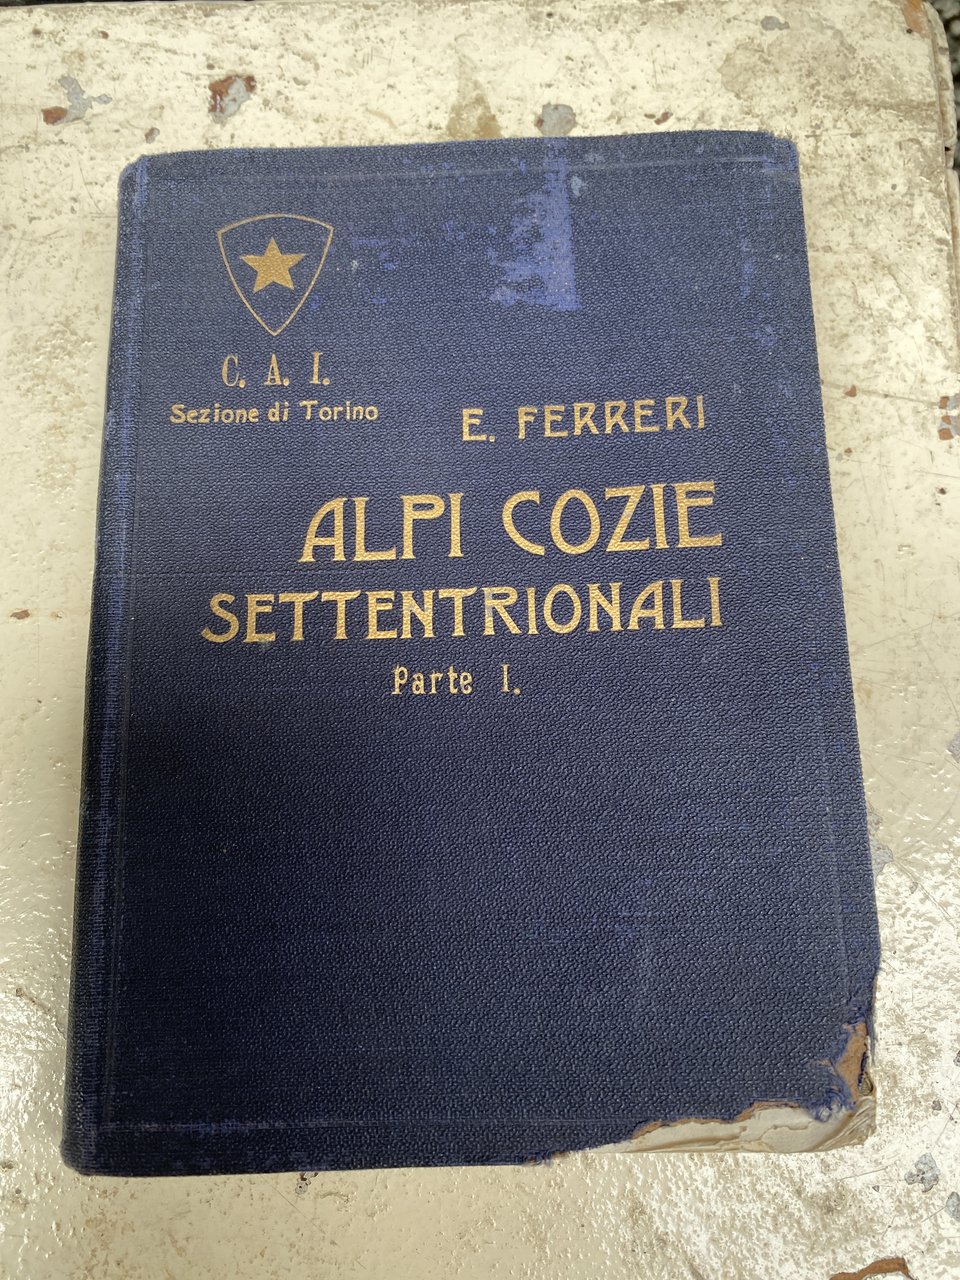 C. A. I.
Sezione di Torino
E. FERRERI
ALPI COZIE
SETTENTRIONALI
Parte I.